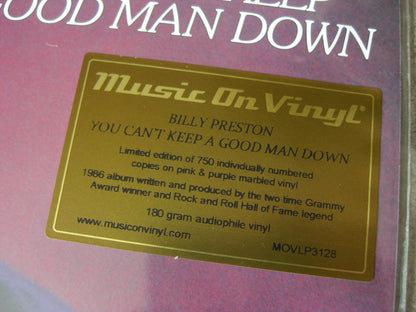 KEEP
GOOD MAN DOWN
Music On Vinyl®
BILLY PRESTON
YOU CAN'T KEEP A GOOD MAN DOWN
Limited edition of 750 individually numbered
copies on pink & purple marbled vinyl
1986 album written and produced by the two time Grammy
Award winner and Rock and Roll Hall of Fame legend
180 gram audiophile vinyl
www.musiconvinyl.com MOVLP3128